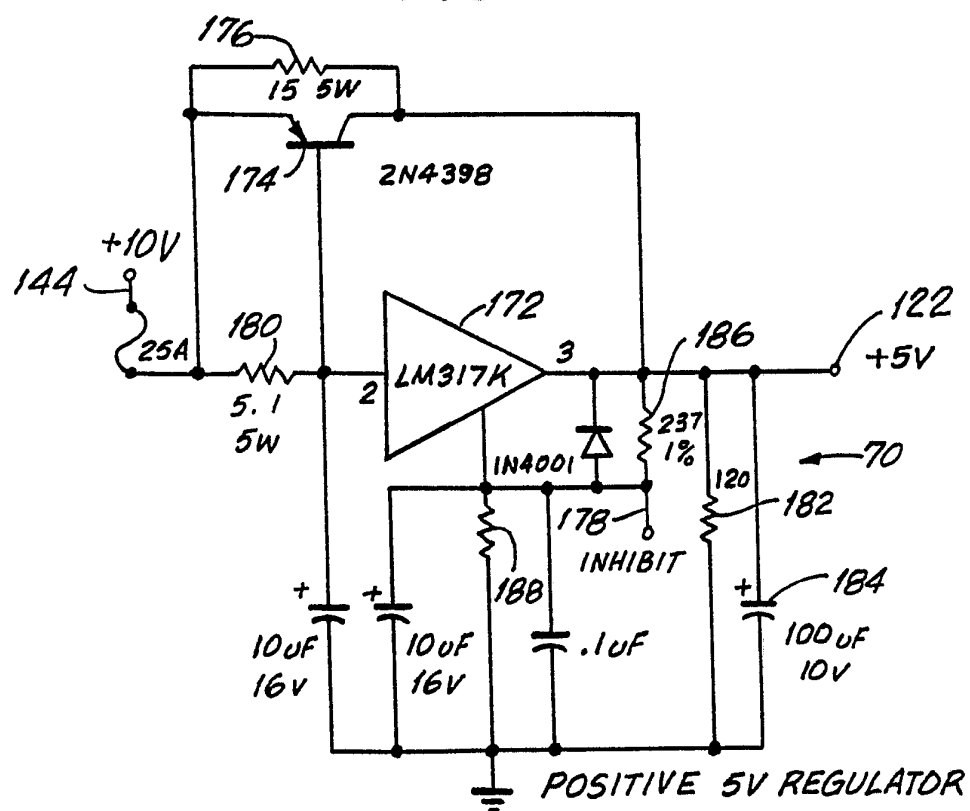 176
15 5W
174
2N4398
+10V
144
25A
180
5.1
5W
2
LM317K
172
3
186
237
1%
122
+5V
70
1N4001
178
INHIBIT
188
120
182
184
+
10uF
16V
+
10uF
16V
.1uF
+
100uF
10V
POSITIVE 5V REGULATOR